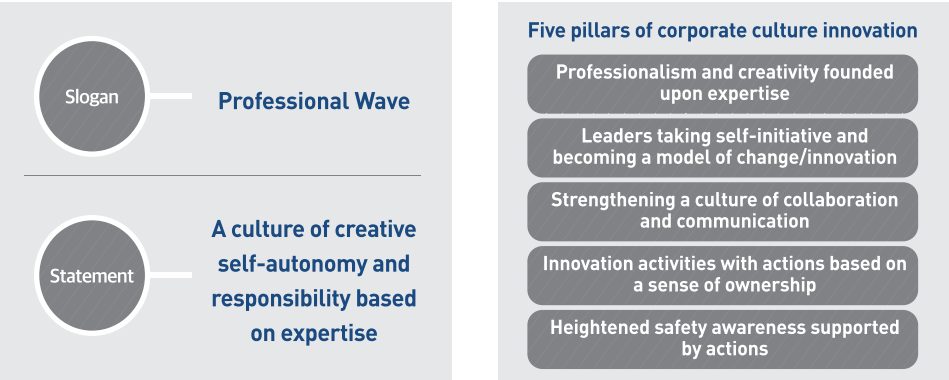 Slogan
Professional Wave
Statement
A culture of creative
self-autonomy and
responsibility based
on expertise
Five pillars of corporate culture innovation
Professionalism and creativity founded
upon expertise
Leaders taking self-initiative and
becoming a model of change/innovation
Strengthening a culture of collaboration
and communication
Innovation activities with actions based on
a sense of ownership
Heightened safety awareness supported
by actions